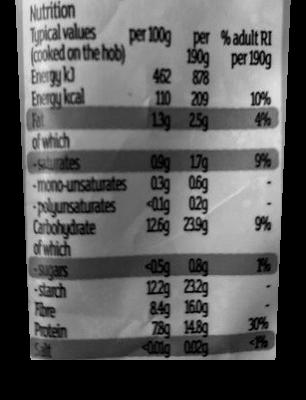 Nutrition
Typical values per 100g per % adult RI
(cooked on the hob) 190g per 190g
Energy kJ 462 878
Energy kcal 110 209 10%
Fat 1.3g 2.5g 4%
of which
- saturates 0.9g 1.7g 9%
- mono-unsaturates 0.3g 0.6g -
- polyunsaturates <0.1g 0.2g -
Carbohydrate 12.6g 23.9g 9%
of which
- sugars <0.5g 0.8g 1%
- starch 12.2g 23.2g -
Fibre 8.4g 16.0g -
Protein 7.8g 14.8g 30%
Salt <0.01g 0.02g <1%